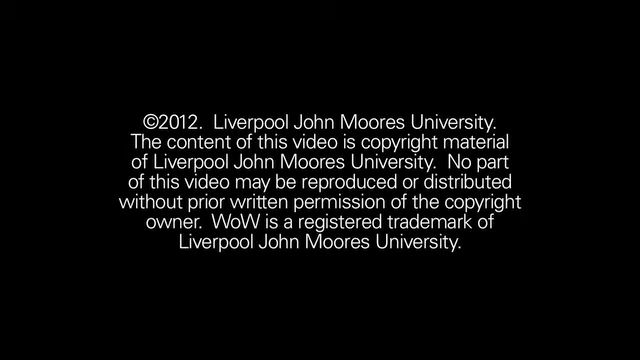 ©2012.  Liverpool John Moores University.
The content of this video is copyright material
of Liverpool John Moores University.  No part
of this video may be reproduced or distributed
without prior written permission of the copyright
owner.  WoW is a registered trademark of
Liverpool John Moores University.